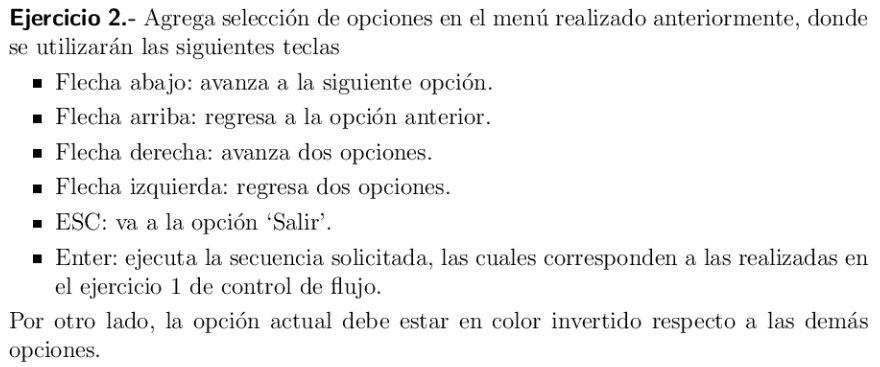 Ejercicio 2.- Agrega selección de opciones en el menú realizado anteriormente, donde
se utilizarán las siguientes teclas
▪ Flecha abajo: avanza a la siguiente opción.
▪ Flecha arriba: regresa a la opción anterior.
▪ Flecha derecha: avanza dos opciones.
▪ Flecha izquierda: regresa dos opciones.
▪ ESC: va a la opción ‘Salir’.
▪ Enter: ejecuta la secuencia solicitada, las cuales corresponden a las realizadas en
el ejercicio 1 de control de flujo.
Por otro lado, la opción actual debe estar en color invertido respecto a las demás
opciones.